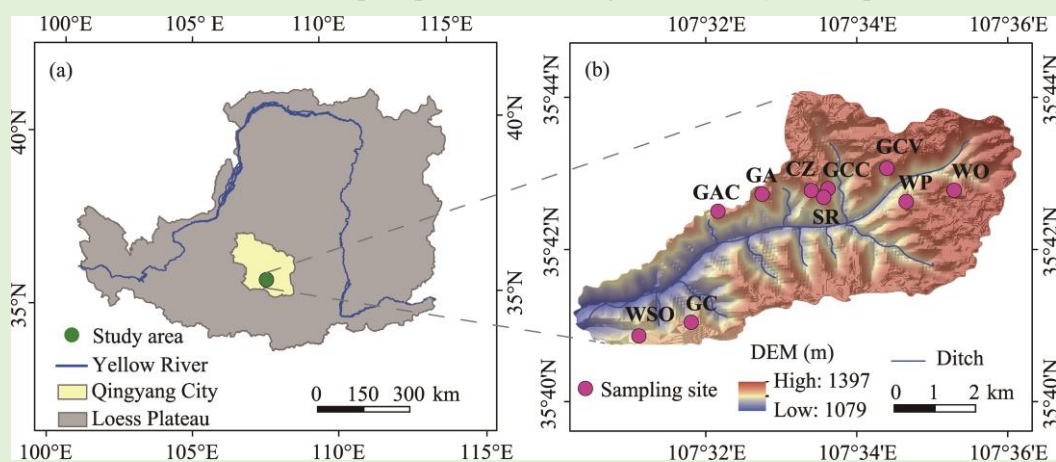 100°E 105°E 110°E 115°E
(a)
40°N
40°N
35°N
35°N
Study area
Yellow River
Qingyang City
Loess Plateau
0 150 300 km
100°E 105°E 110°E 115°E
107°32'E 107°34'E 107°36'E
(b)
35°44'N
35°44'N
GCV
CZ GCC
GA
WP WO
GAC
SR
35°42'N
35°42'N
WSO GC
DEM (m)
Ditch
Sampling site
High: 1397
Low: 1079
0 1 2 km
35°40'N
35°40'N
107°32'E 107°34'E 107°36'E